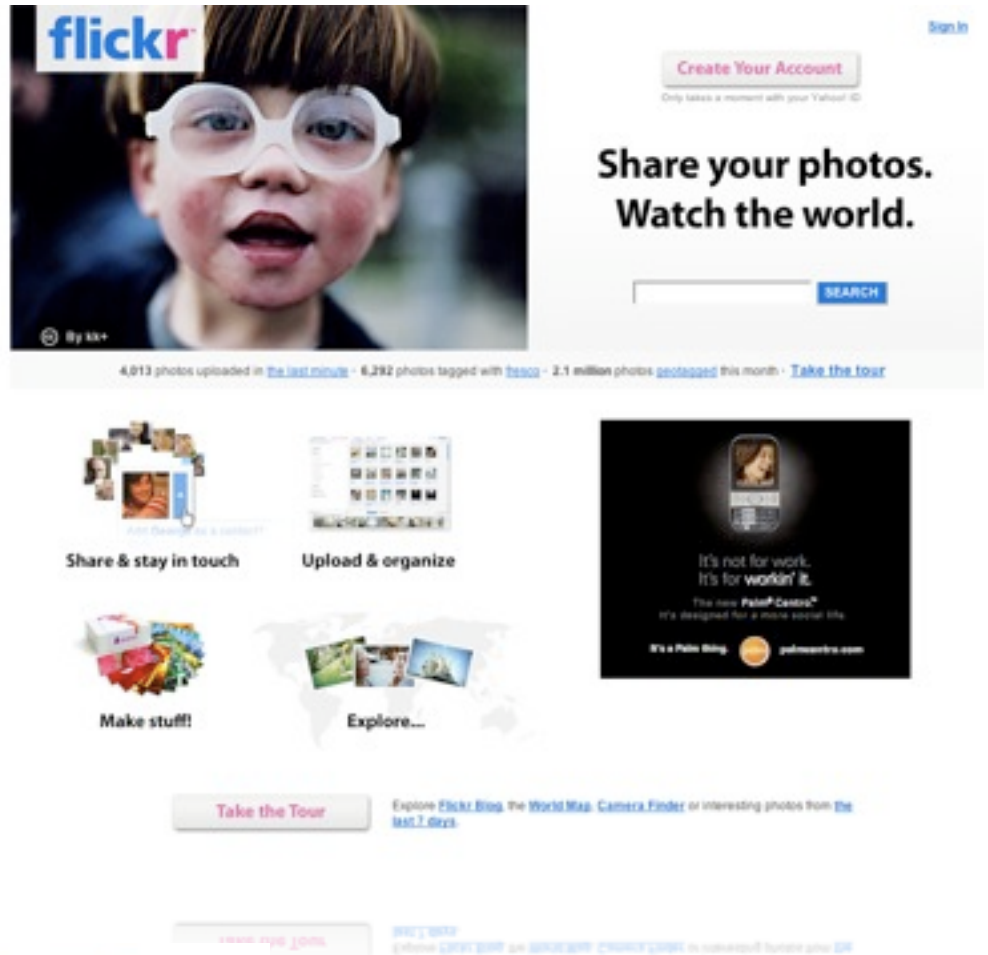 flickr
Sign In
Create Your Account
Only takes a moment with your Yahoo! ID
Share your photos.
Watch the world.
SEARCH
By kk+
4,013 photos uploaded in the last minute · 6,292 photos tagged with fresco · 2.1 million photos geotagged this month · Take the tour
Share & stay in touch
Upload & organize
It's not for work.
It's for workin' it.
The new Palm® Centro.™
It's designed for a more social life.
It's a Palm thing. palm palmcentro.com
Make stuff!
Explore...
Take the Tour
Explore Flickr Blog, the World Map, Camera Finder or interesting photos from the
last 7 days.